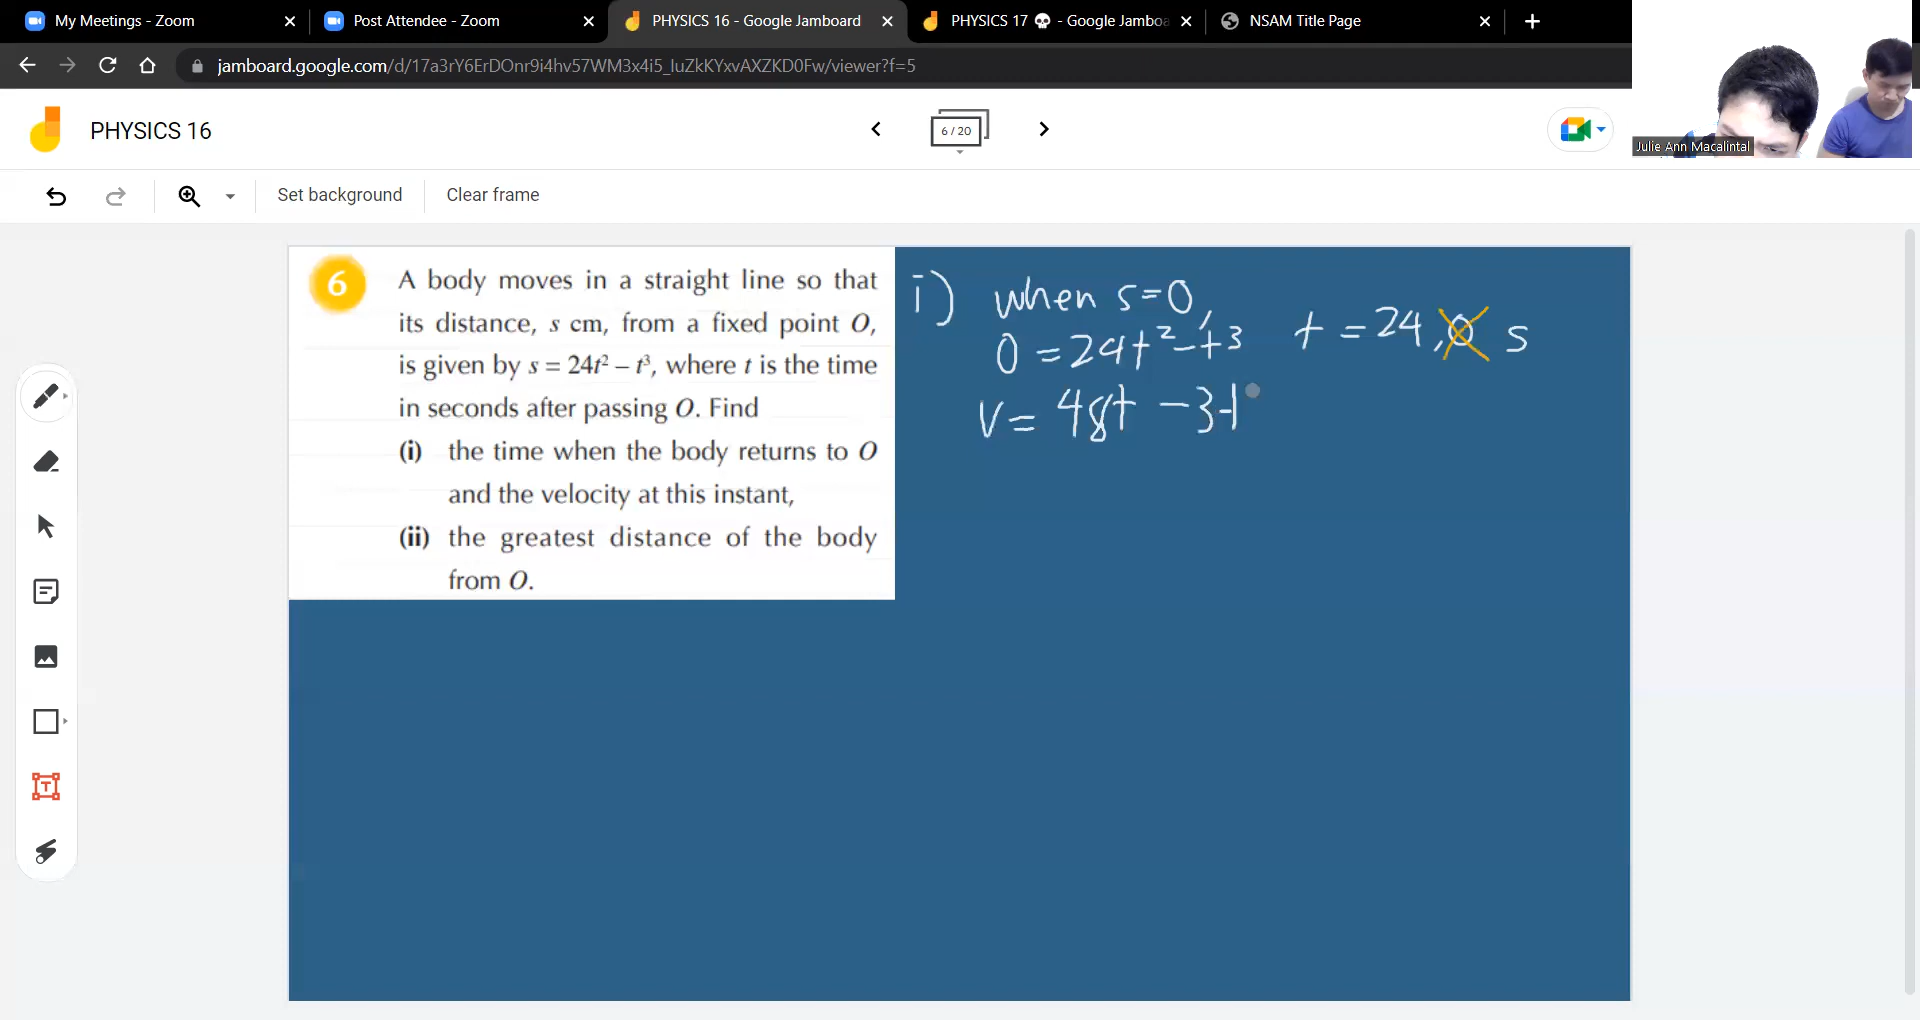 My Meetings - Zoom
Post Attendee - Zoom
PHYSICS 16 - Google Jamboard
PHYSICS 17 💀 - Google Jamboa
NSAM Title Page
jamboard.google.com/d/17a3rY6ErDOnr9i4hv57WM3x4i5_IuZkKYxvAXZKD0Fw/viewer?f=5
Julie Ann Macalintal
PHYSICS 16
6 / 20
Set background
Clear frame
6
A body moves in a straight line so that
its distance, s cm, from a fixed point O,
is given by s = 24t² – t³, where t is the time
in seconds after passing O. Find
(i) the time when the body returns to O
and the velocity at this instant,
(ii) the greatest distance of the body
from O.
i) when s=0,
0 = 24t² - t³ t = 24, 0 s
v = 48t - 3t